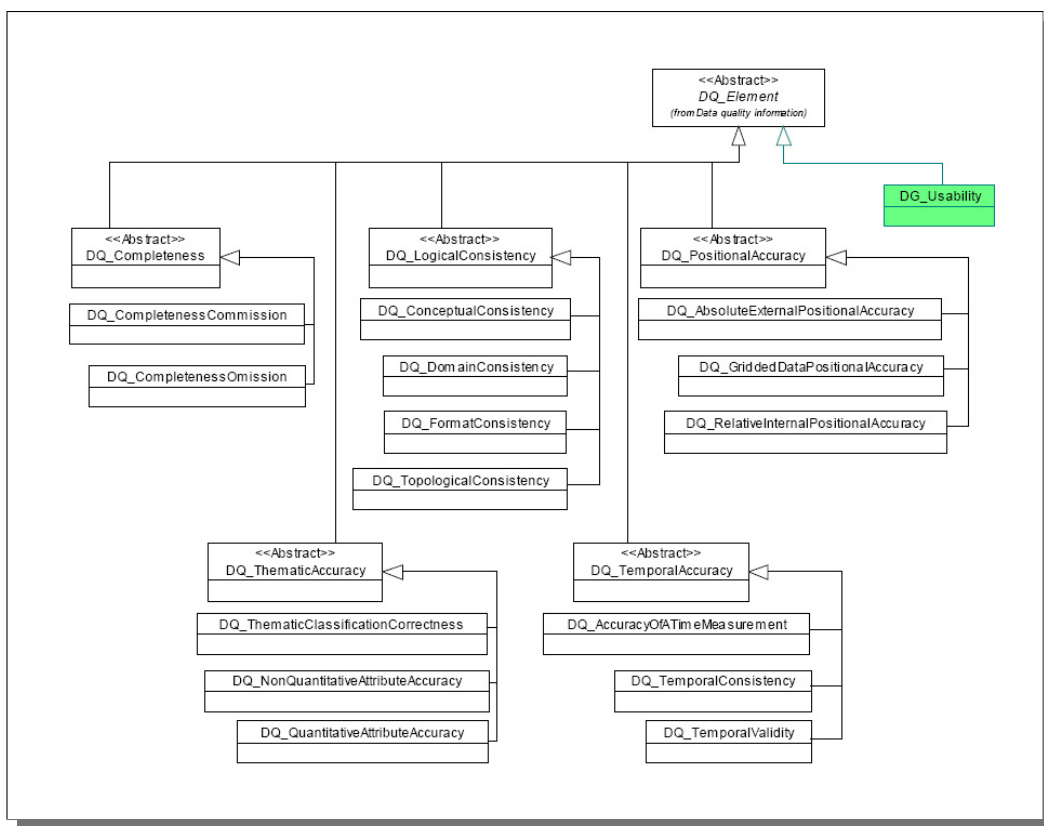 <<Abstract>>
DQ_Element
(from Data quality information)
DG_Usability
<<Abstract>>
DQ_Completeness
DQ_CompletenessCommission
DQ_CompletenessOmission
<<Abstract>>
DQ_LogicalConsistency
DQ_ConceptualConsistency
DQ_DomainConsistency
DQ_FormatConsistency
DQ_TopologicalConsistency
<<Abstract>>
DQ_PositionalAccuracy
DQ_AbsoluteExternalPositionalAccuracy
DQ_GriddedDataPositionalAccuracy
DQ_RelativeInternalPositionalAccuracy
<<Abstract>>
DQ_ThematicAccuracy
DQ_ThematicClassificationCorrectness
DQ_NonQuantitativeAttributeAccuracy
DQ_QuantitativeAttributeAccuracy
<<Abstract>>
DQ_TemporalAccuracy
DQ_AccuracyOfATimeMeasurement
DQ_TemporalConsistency
DQ_TemporalValidity